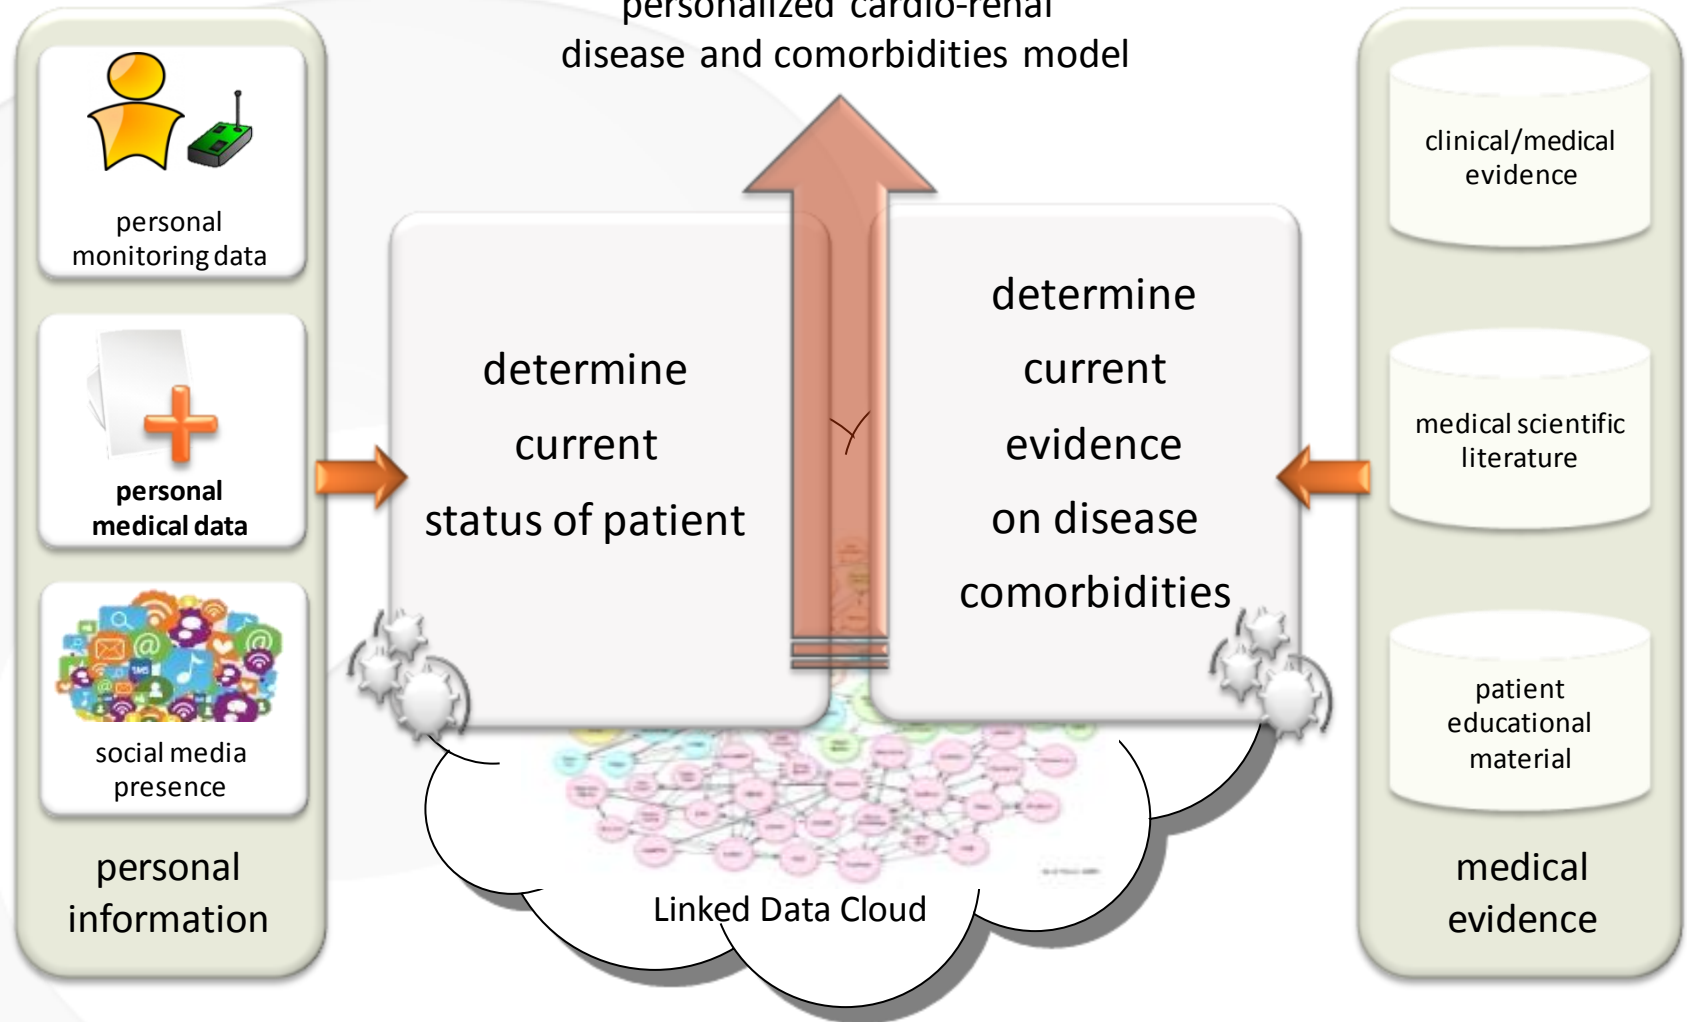 personalized cardio-renal
disease and comorbidities model
personal
monitoring data
personal
medical data
social media
presence
personal
information
determine
current
status of patient
determine
current
evidence
on disease
comorbidities
Linked Data Cloud
clinical/medical
evidence
medical scientific
literature
patient
educational
material
medical
evidence